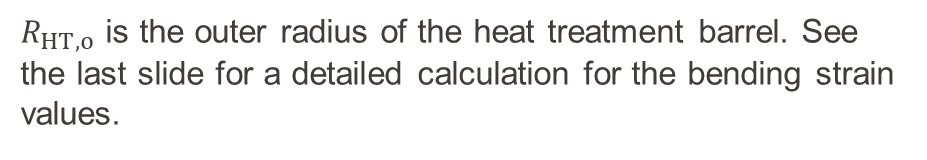 R_HT,o is the outer radius of the heat treatment barrel. See
the last slide for a detailed calculation for the bending strain
values.